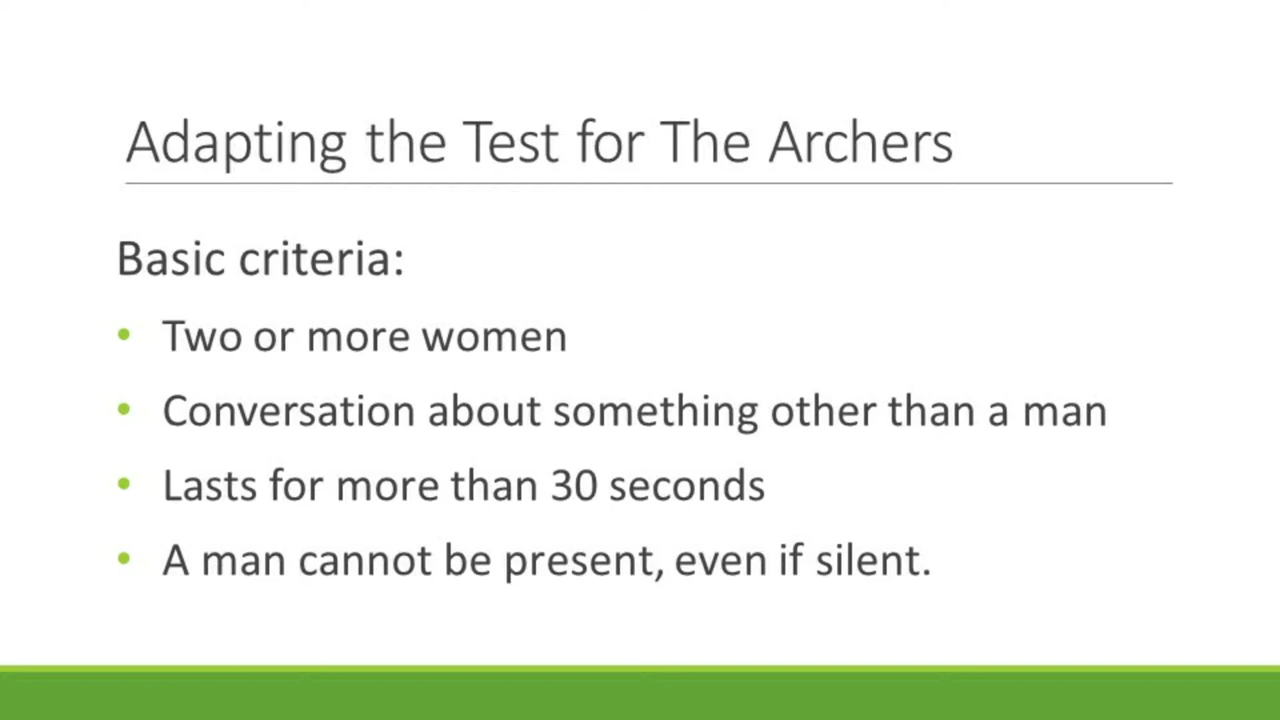 Adapting the Test for The Archers
Basic criteria:
• Two or more women
• Conversation about something other than a man
• Lasts for more than 30 seconds
• A man cannot be present, even if silent.